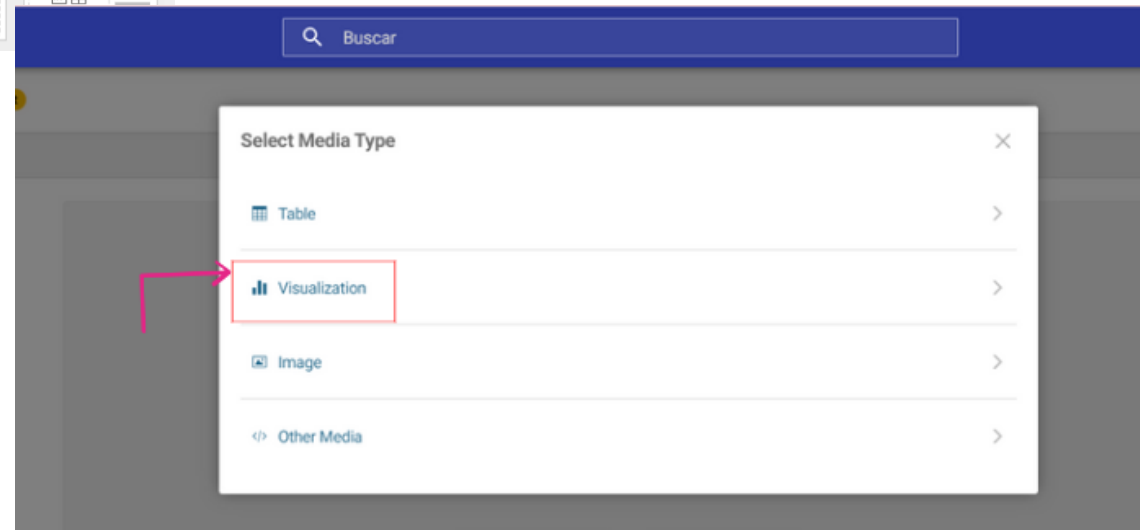 Buscar
Select Media Type
Table
Visualization
Image
Other Media